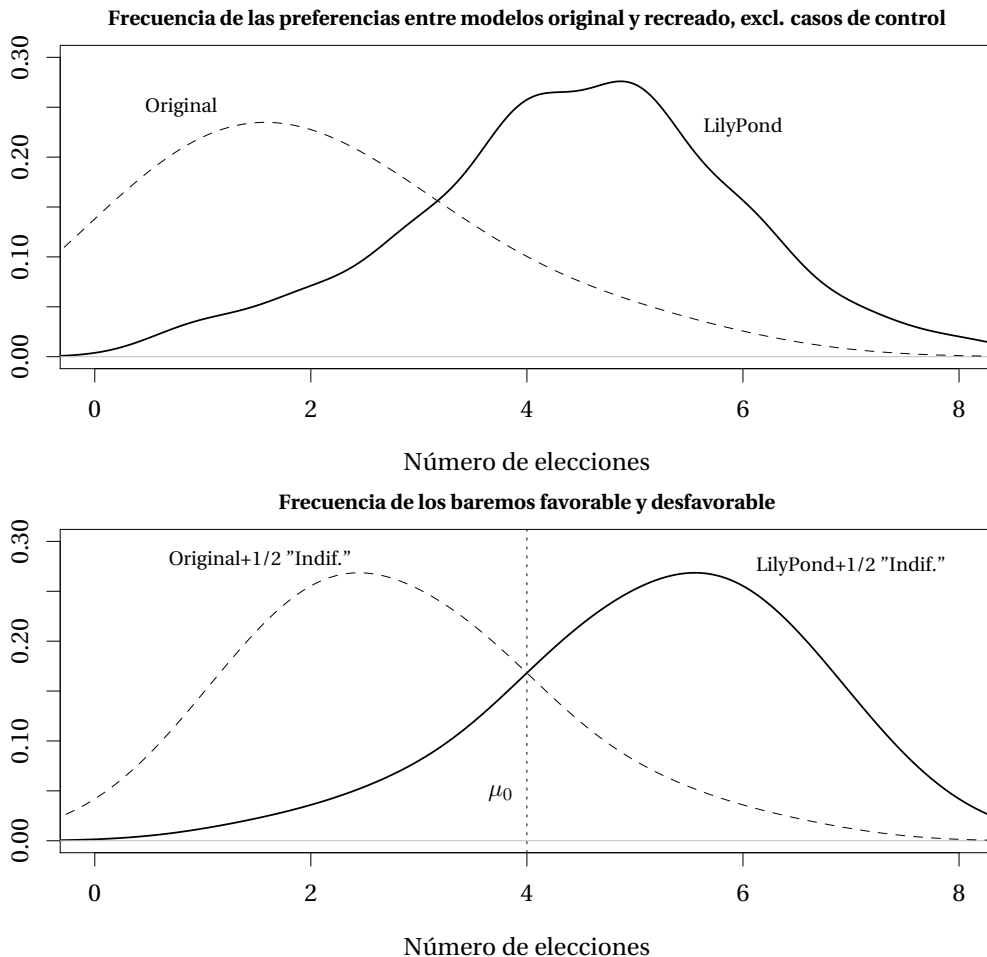 Frecuencia de las preferencias entre modelos original y recreado, excl. casos de control
0.30
0.20
0.10
0.00
Original
LilyPond
0 2 4 6 8
Número de elecciones
Frecuencia de los baremos favorable y desfavorable
0.30
0.20
0.10
0.00
Original+1/2 ”Indif.”
LilyPond+1/2 ”Indif.”
μ0
0 2 4 6 8
Número de elecciones